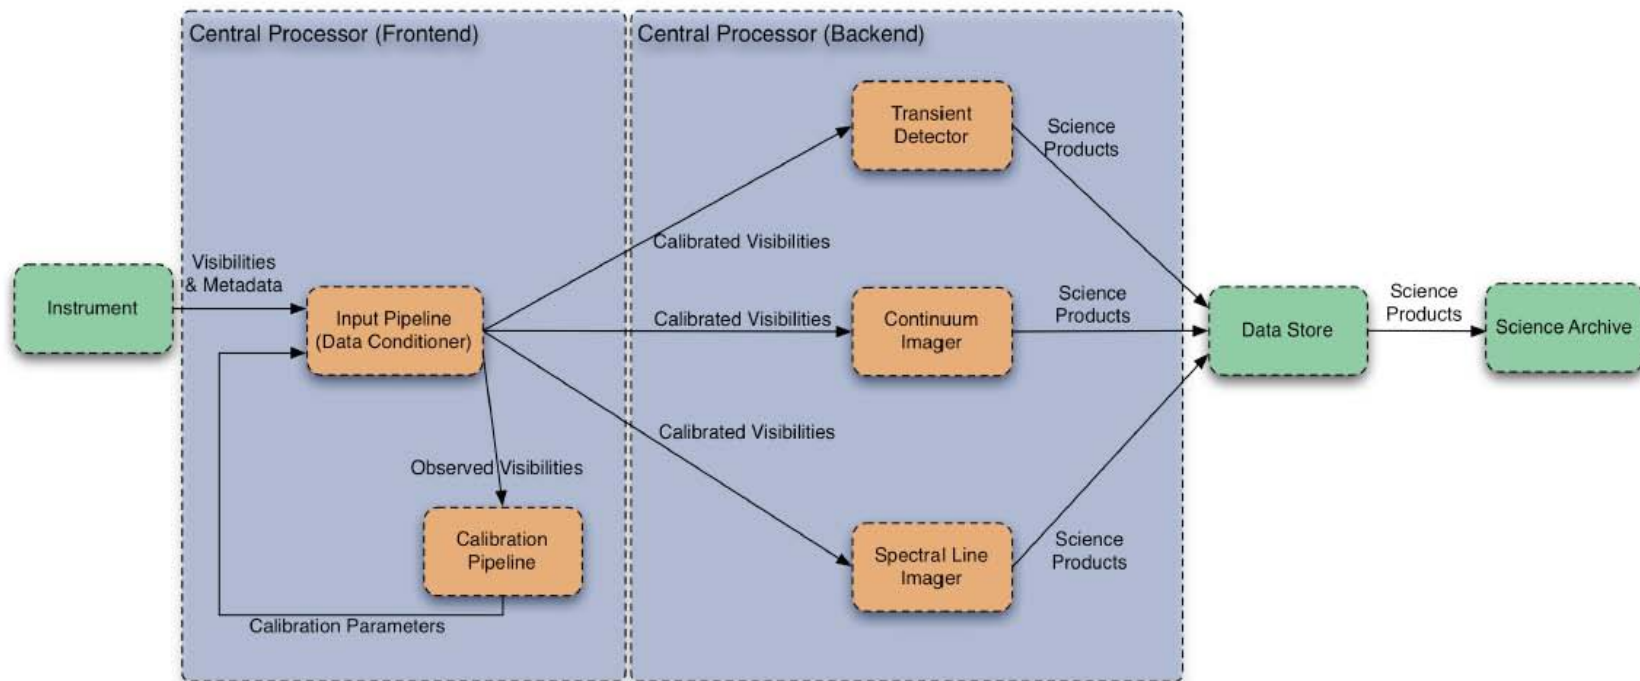 Central Processor (Frontend)
Central Processor (Backend)
Transient
Detector
Science
Products
Calibrated Visibilities
Visibilities
& Metadata
Instrument
Input Pipeline
(Data Conditioner)
Calibrated Visibilities
Continuum
Imager
Science
Products
Data Store
Science
Products
Science Archive
Calibrated Visibilities
Observed Visibilities
Calibration
Pipeline
Spectral Line
Imager
Science
Products
Calibration Parameters